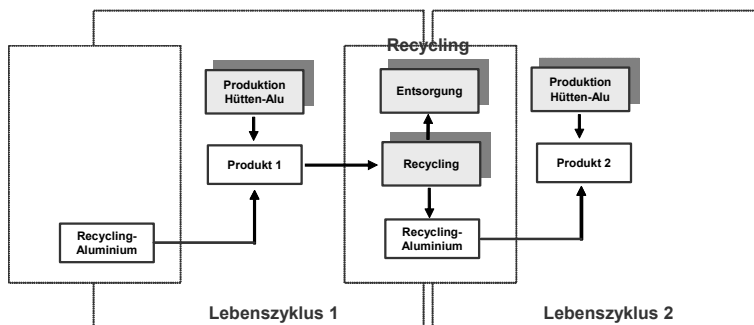 Recycling
Produktion
Hütten-Alu
Entsorgung
Produktion
Hütten-Alu
Produkt 1
Recycling
Produkt 2
Recycling-
Aluminium
Recycling-
Aluminium
Lebenszyklus 1
Lebenszyklus 2